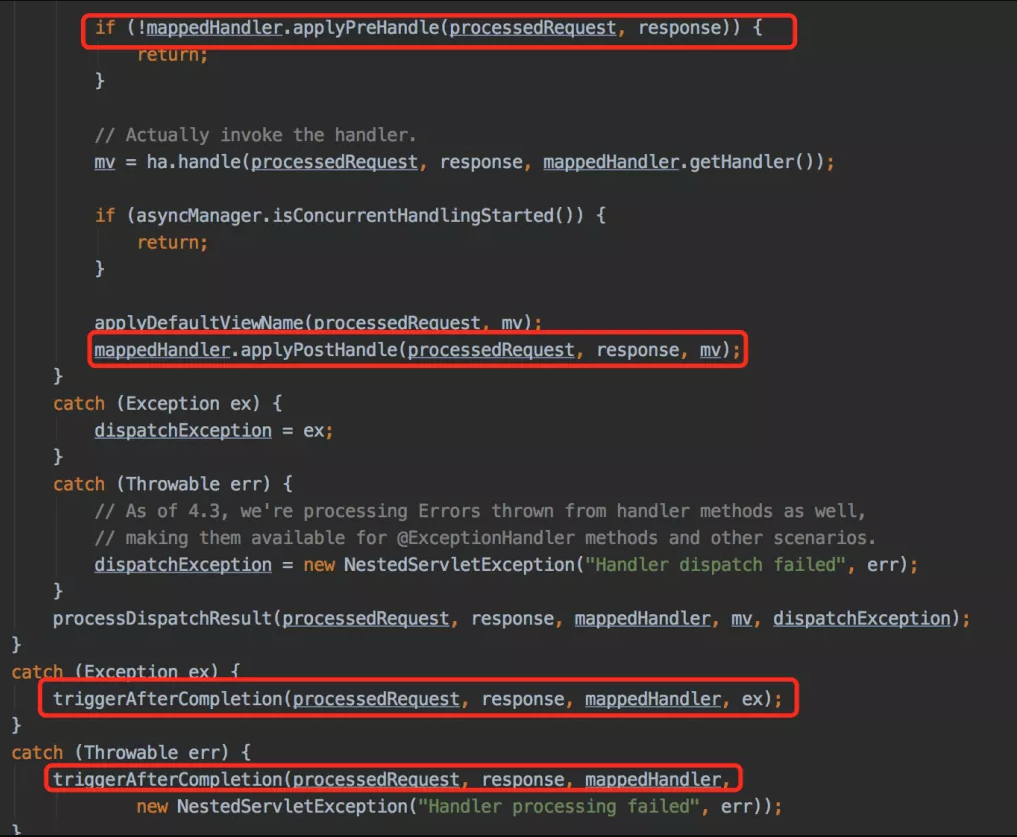 if (!mappedHandler.applyPreHandle(processedRequest, response)) {
return;
}
// Actually invoke the handler.
mv = ha.handle(processedRequest, response, mappedHandler.getHandler());
if (asyncManager.isConcurrentHandlingStarted()) {
return;
}
applyDefaultViewName(processedRequest, mv);
mappedHandler.applyPostHandle(processedRequest, response, mv);
}
catch (Exception ex) {
dispatchException = ex;
}
catch (Throwable err) {
// As of 4.3, we're processing Errors thrown from handler methods as well,
// making them available for @ExceptionHandler methods and other scenarios.
dispatchException = new NestedServletException("Handler dispatch failed", err);
}
processDispatchResult(processedRequest, response, mappedHandler, mv, dispatchException);
}
catch (Exception ex) {
triggerAfterCompletion(processedRequest, response, mappedHandler, ex);
}
catch (Throwable err) {
triggerAfterCompletion(processedRequest, response, mappedHandler,
new NestedServletException("Handler processing failed", err));
}